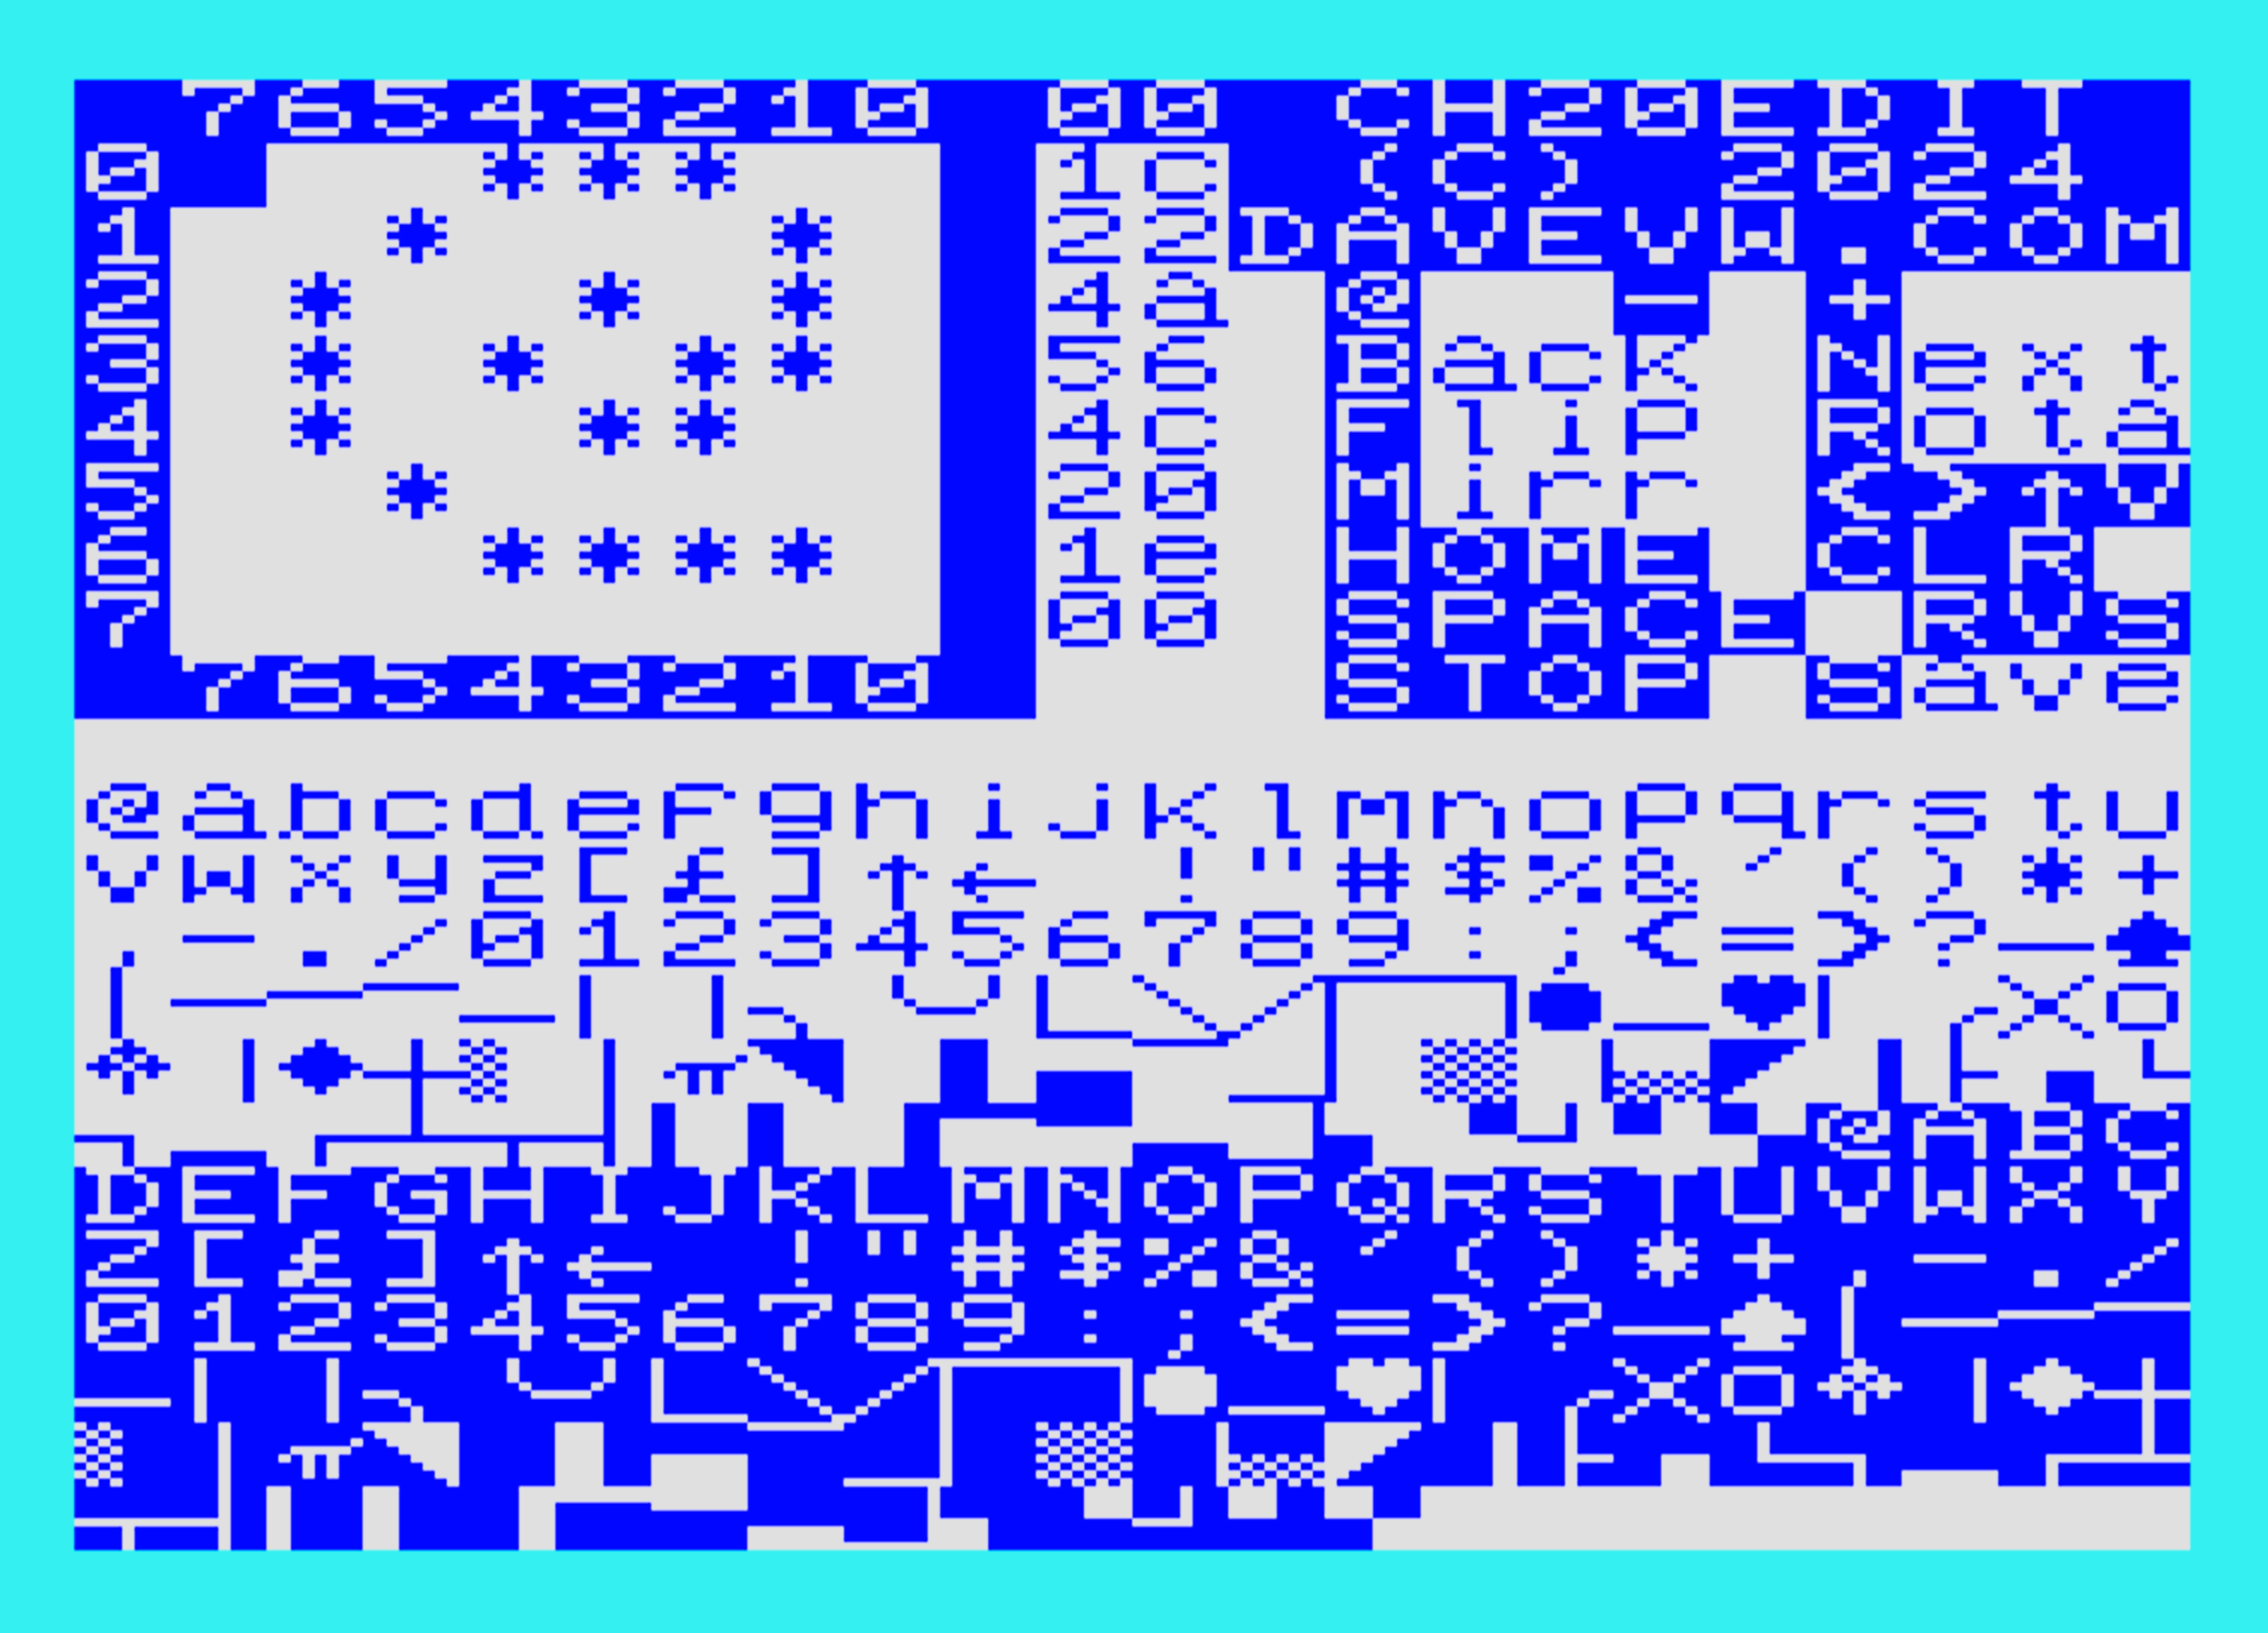 76543210 00 CH20EDIT
0 *** 1c (C) 2024
1 * * 22 DAVEVW.COM
2 * * * 4a @ - +
3 * * * * 56 Back Next
4 * * * 4c Flip Rota
5 * 20 Mirr <>↑V
6 **** 1e HOME CLR
7 00 SPACE RVS
76543210 STOP Save
@abcdefghijklmnopqrstu
vwxyz[£]↑← !"#$%&'()*+
,-./0123456789:;<=>?
@ABC
DEFGHIJKLMNOPQRSTUVWXY
Z[£]↑← !"#$%&'()*+,-./
0123456789:;<=>?